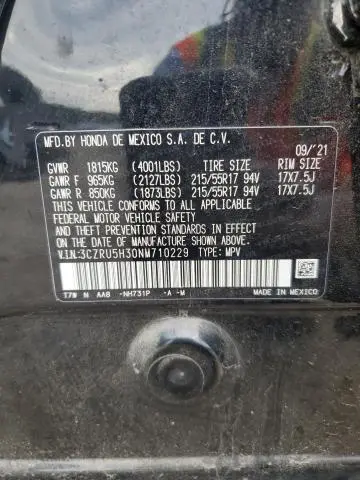 MFD.BY HONDA DE MEXICO S.A. DE C.V. 09/'21
GVWR 1815KG (4001LBS) TIRE SIZE RIM SIZE
GAWR F 965KG (2127LBS) 215/55R17 94V 17X7.5J
GAWR R 850KG (1873LBS) 215/55R17 94V 17X7.5J
THIS VEHICLE CONFORMS TO ALL APPLICABLE
FEDERAL MOTOR VEHICLE SAFETY AND
THEFT PREVENTION STANDARDS IN EFFECT
ON THE DATE OF MANUFACTURE SHOWN ABOVE.
V.I.N:3CZRU5H30NM710229 TYPE: MPV
T7W N AAB -NH731P -A -M MADE IN MEXICO